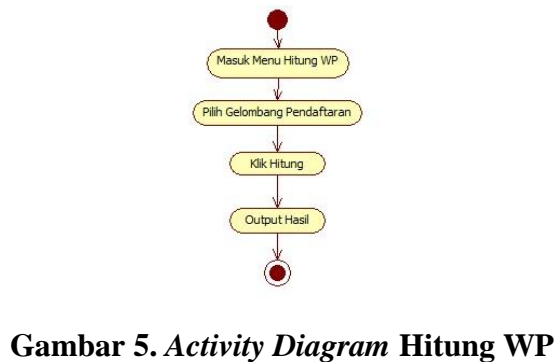 Masuk Menu Hitung WP
Pilih Gelombang Pendaftaran
Klik Hitung
Output Hasil
Gambar 5. Activity Diagram Hitung WP